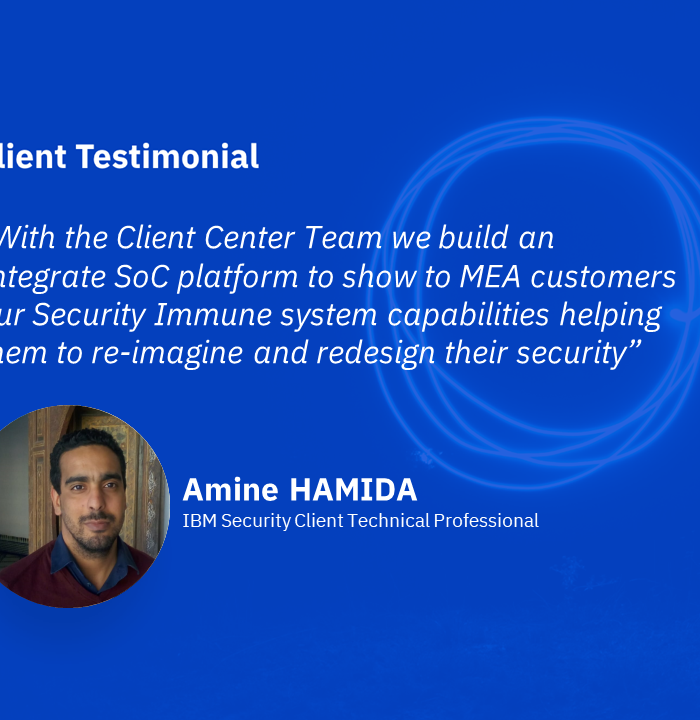 lient Testimonial
With the Client Center Team we build an
ntegrate SoC platform to show to MEA customers
ur Security Immune system capabilities helping
hem to re-imagine and redesign their security”
Amine HAMIDA
IBM Security Client Technical Professional